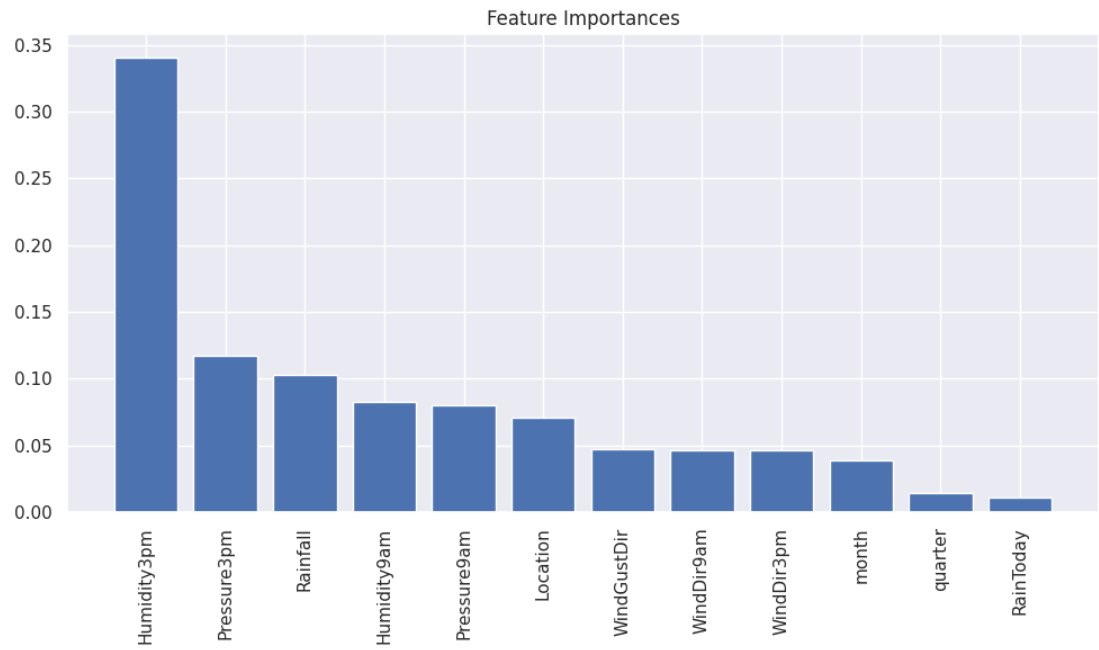 Feature Importances
0.35
0.30
0.25
0.20
0.15
0.10
0.05
0.00
Humidity3pm
Pressure3pm
Rainfall
Humidity9am
Pressure9am
Location
WindGustDir
WindDir9am
WindDir3pm
month
quarter
RainToday